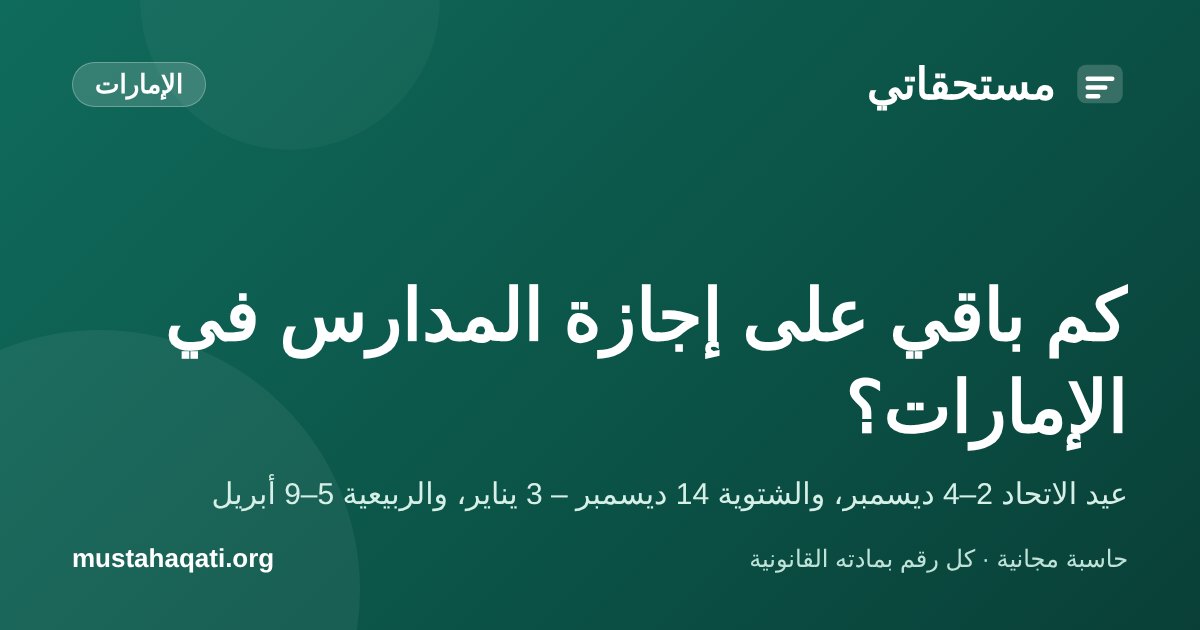 مستحقاتي
الإمارات
كم باقي على إجازة المدارس في
الإمارات؟
عيد الاتحاد 2–4 ديسمبر، والشتوية 14 ديسمبر – 3 يناير، والربيعية 5–9 أبريل
حاسبة مجانية · كل رقم بمادته القانونية
mustahaqati.org